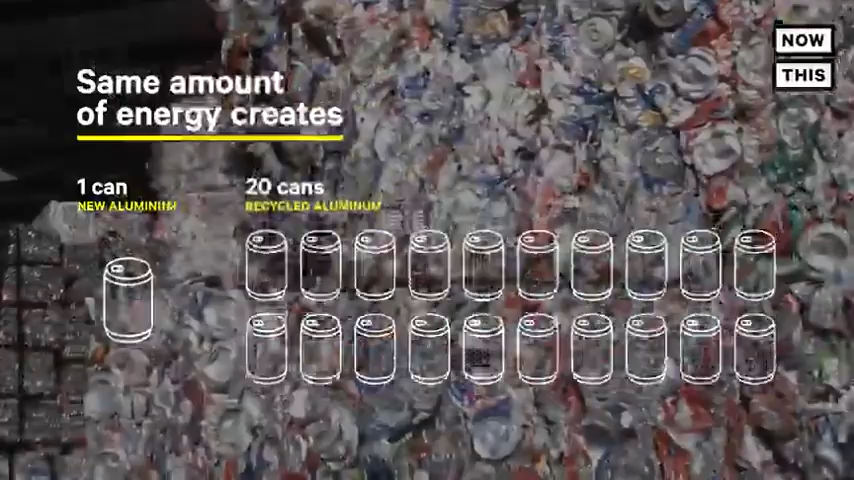 NOW
THIS
Same amount
of energy creates
1 can
NEW ALUMINUM
20 cans
RECYCLED ALUMINUM